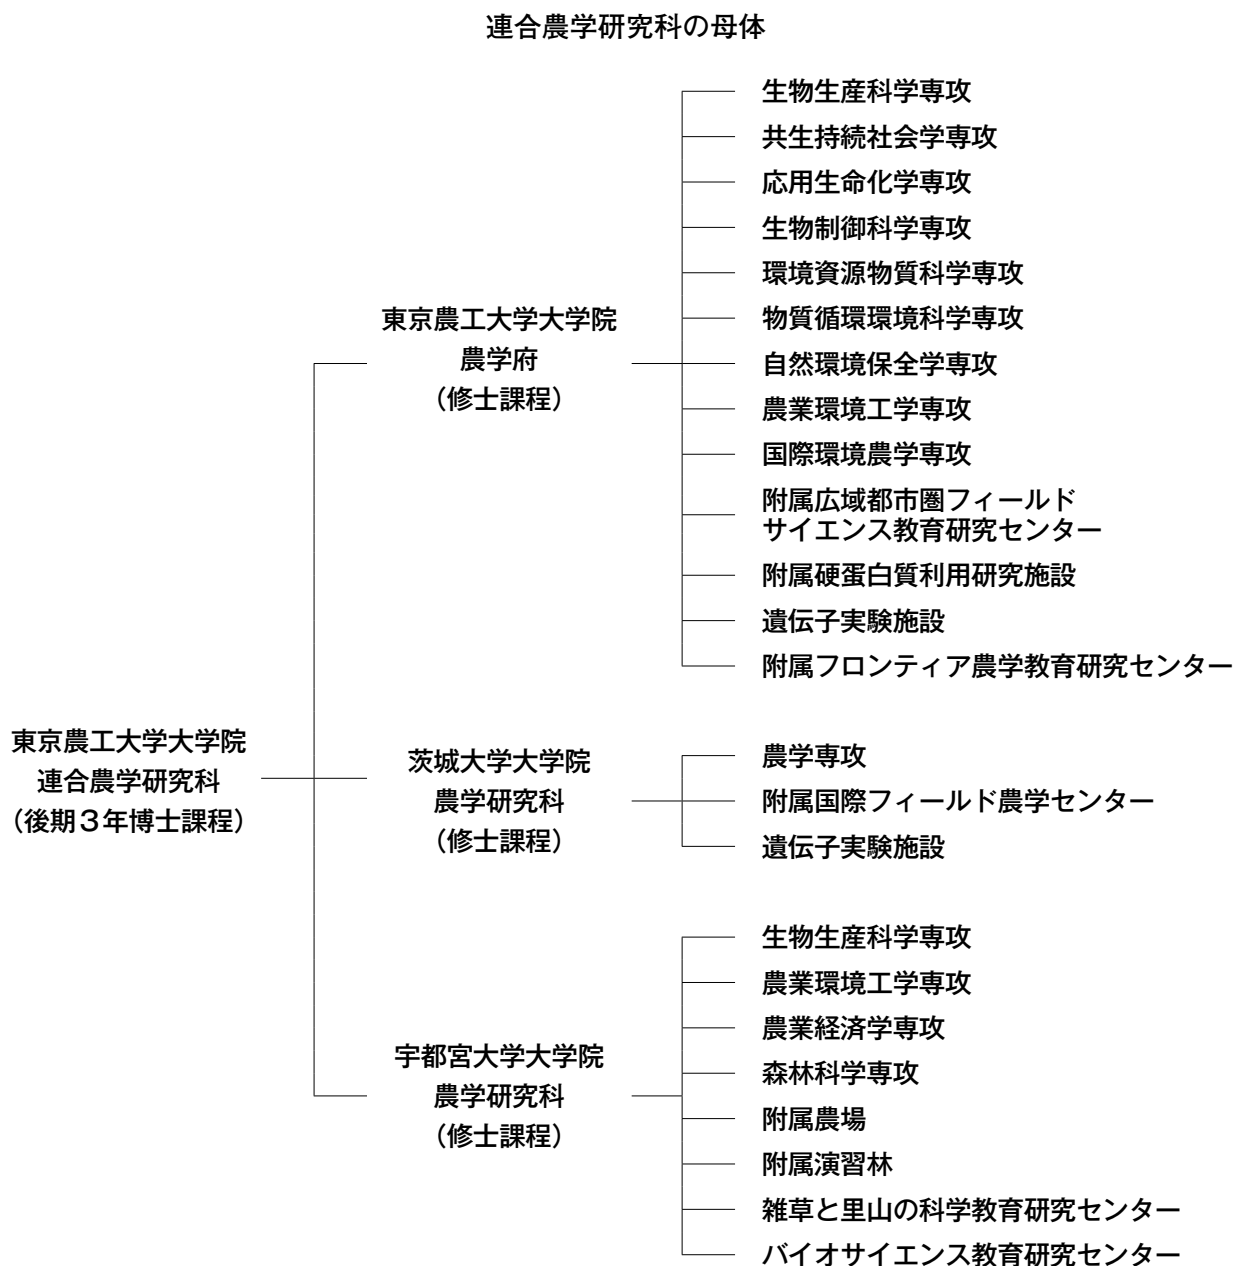 連合農学研究科の母体
東京農工大学大学院
連合農学研究科
（後期３年博士課程）
東京農工大学大学院
農学府
（修士課程）
生物生産科学専攻
共生持続社会学専攻
応用生命化学専攻
生物制御科学専攻
環境資源物質科学専攻
物質循環環境科学専攻
自然環境保全学専攻
農業環境工学専攻
国際環境農学専攻
附属広域都市圏フィールド
サイエンス教育研究センター
附属硬蛋白質利用研究施設
遺伝子実験施設
附属フロンティア農学教育研究センター
茨城大学大学院
農学研究科
（修士課程）
農学専攻
附属国際フィールド農学センター
遺伝子実験施設
宇都宮大学大学院
農学研究科
（修士課程）
生物生産科学専攻
農業環境工学専攻
農業経済学専攻
森林科学専攻
附属農場
附属演習林
雑草と里山の科学教育研究センター
バイオサイエンス教育研究センター